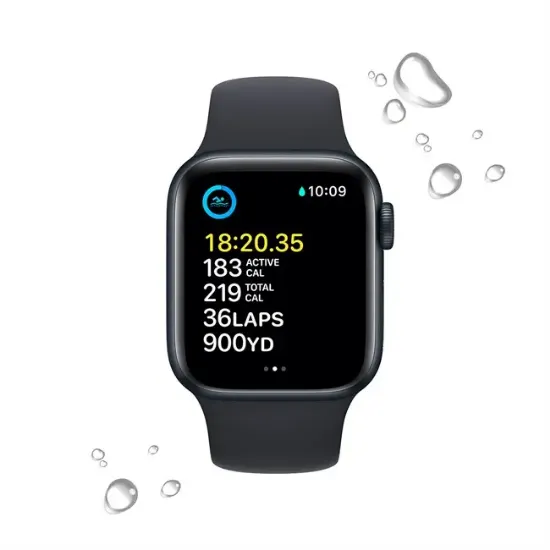 10:09
18:20.35
183 ACTIVE CAL
219 TOTAL CAL
36LAPS
900YD